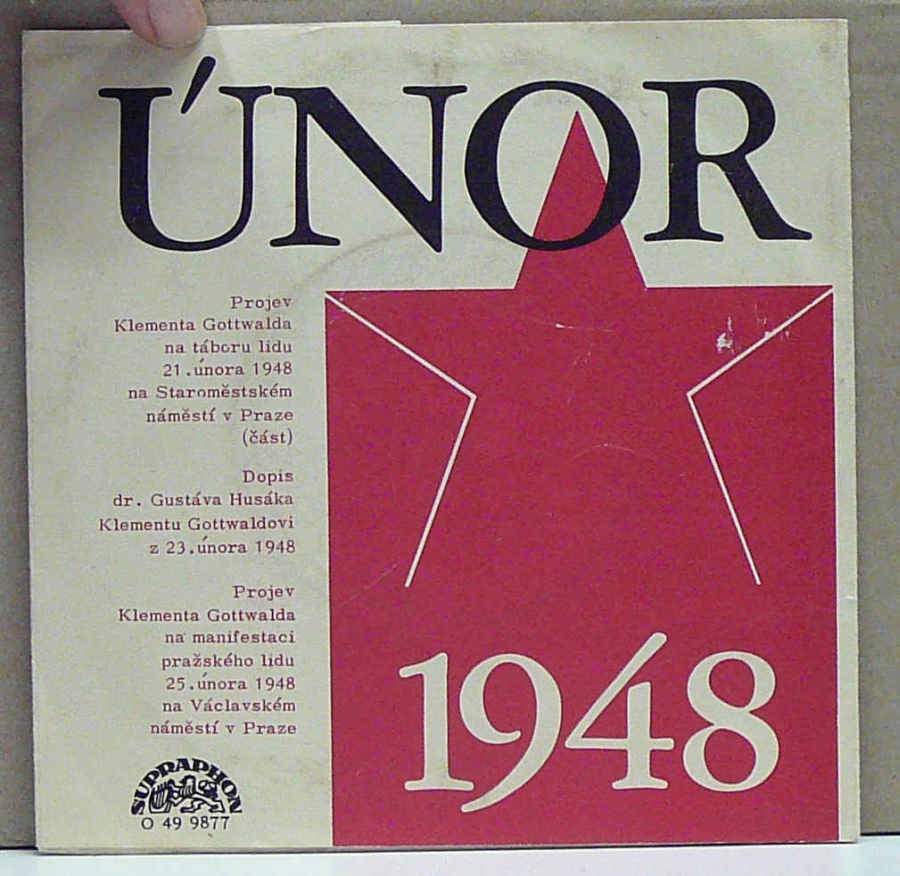 ÚNOR
Projev
Klementa Gottwalda
na táboru lidu
21.února 1948
na Staroměstském
náměstí v Praze
(část)
Dopis
dr. Gustáva Husáka
Klementu Gottwaldovi
z 23.února 1948
Projev
Klementa Gottwalda
na manifestaci
pražského lidu
25.února 1948
na Václavském
náměstí v Praze
1948
SUPRAPHON
O 49 9877